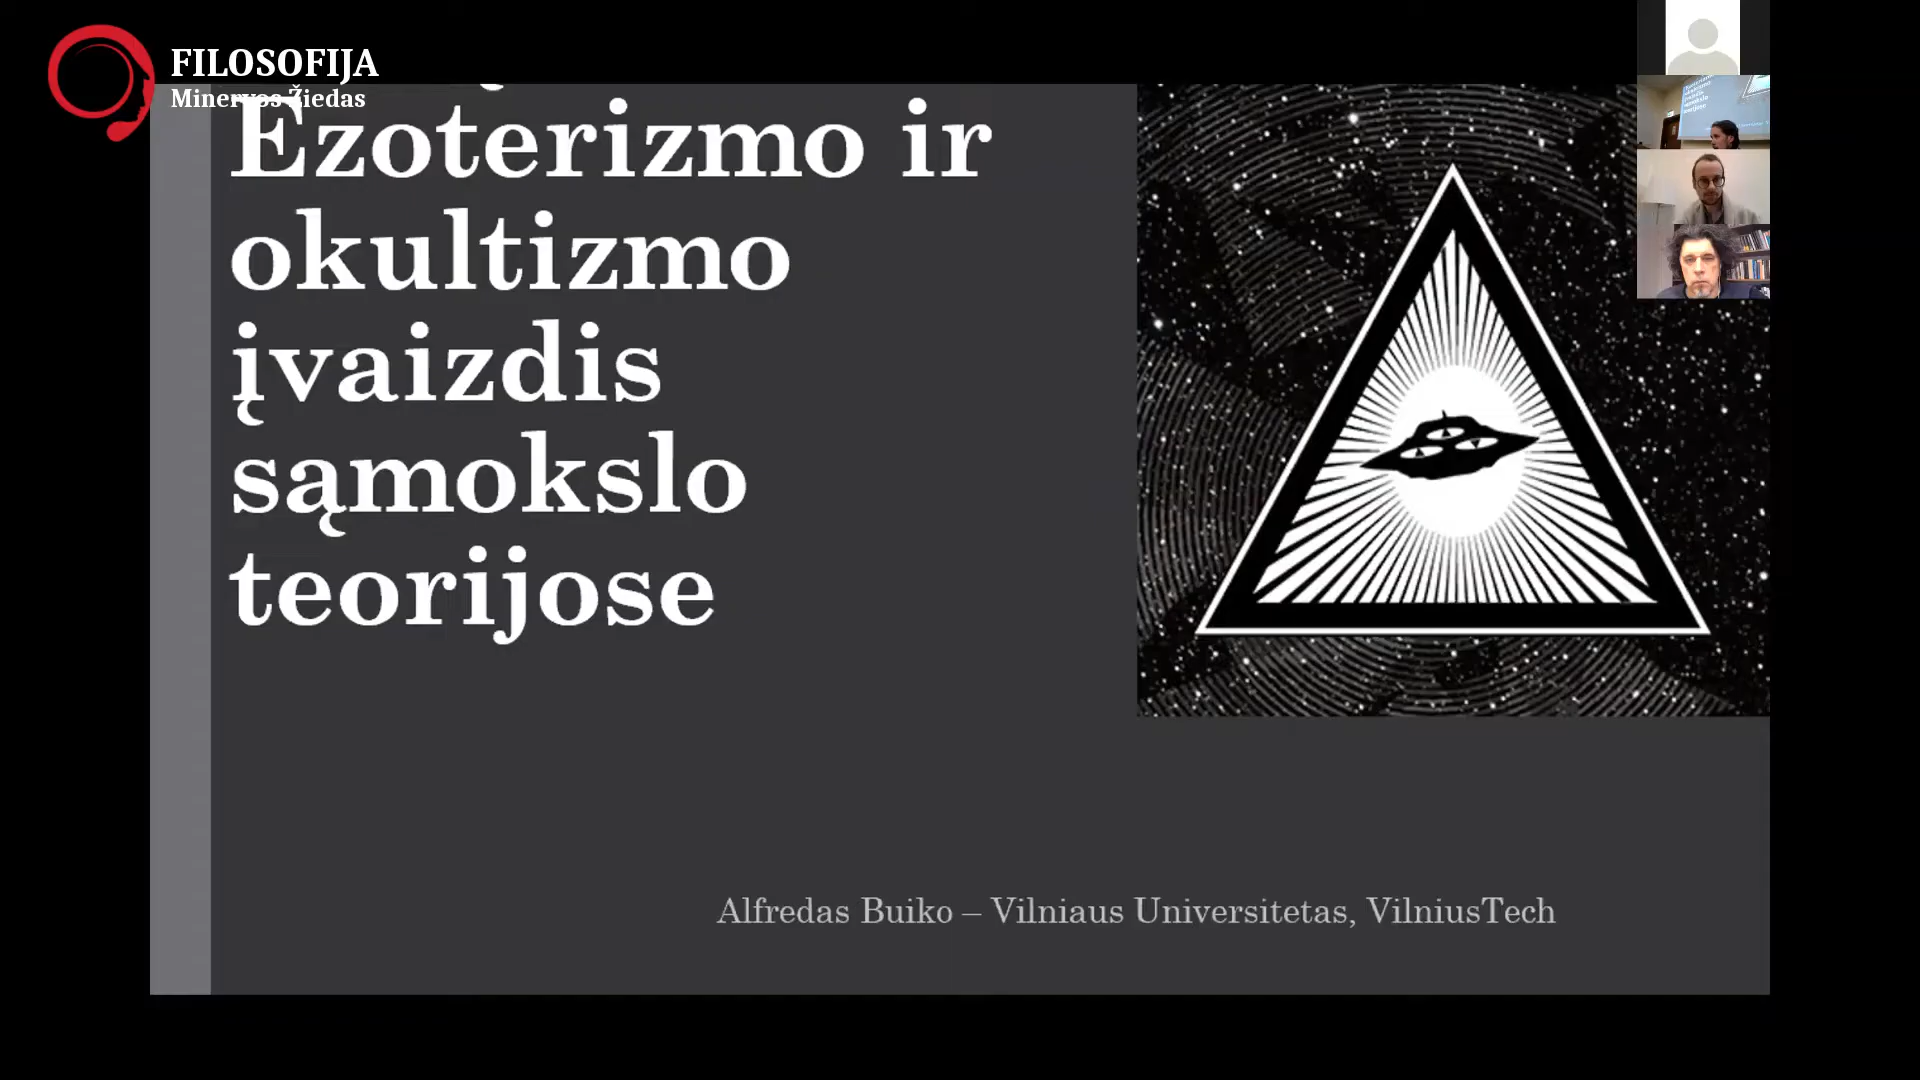 FILOSOFIJA
Minervos Žiedas
Ezoterizmo ir
okultizmo
įvaizdis
sąmokslo
teorijose
Alfredas Buiko – Vilniaus Universitetas, VilniusTech